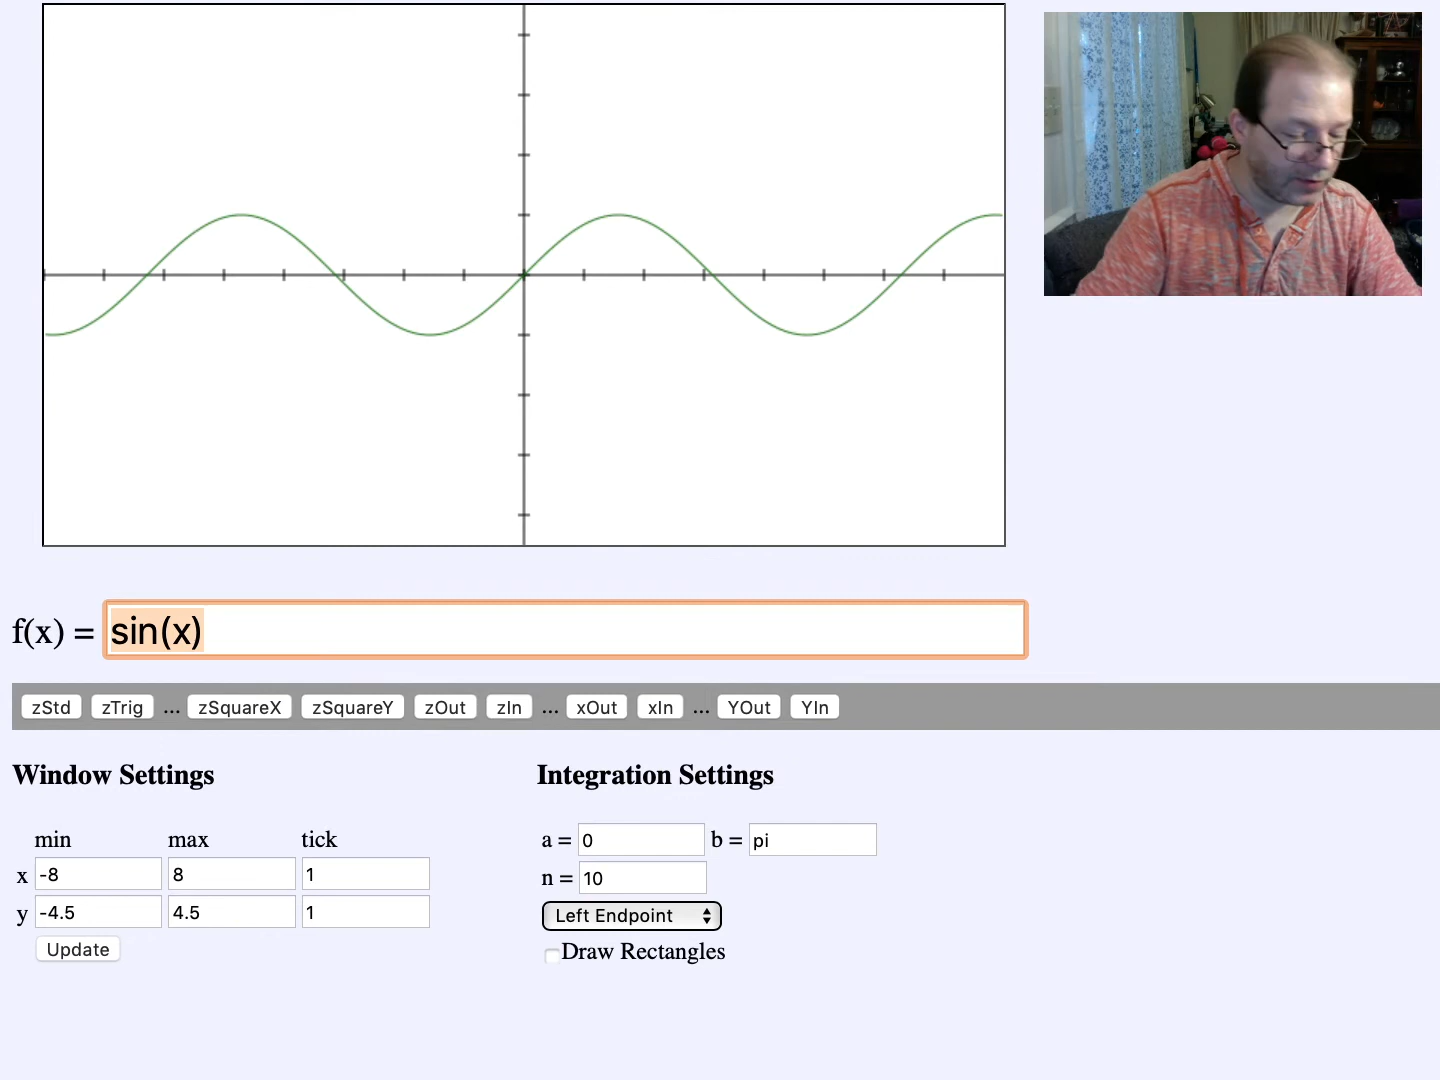 f(x) = sin(x)
zStd zTrig ... zSquareX zSquareY zOut zIn ... xOut xIn ... YOut YIn
Window Settings
min max tick
x -8 8 1
y -4.5 4.5 1
Update
Integration Settings
a = 0 b = pi
n = 10
Left Endpoint
Draw Rectangles